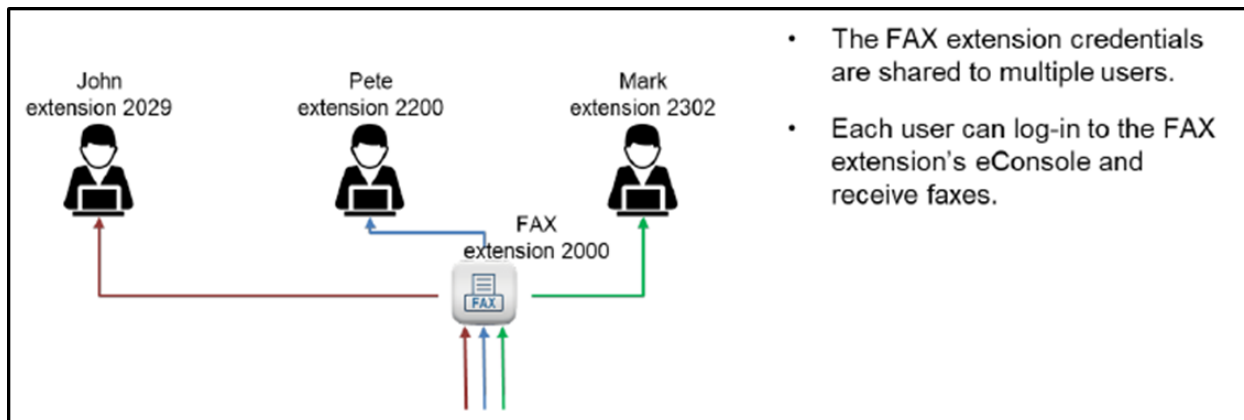 John
extension 2029
Pete
extension 2200
Mark
extension 2302
FAX
extension 2000
FAX
• The FAX extension credentials
are shared to multiple users.
• Each user can log-in to the FAX
extension's eConsole and
receive faxes.